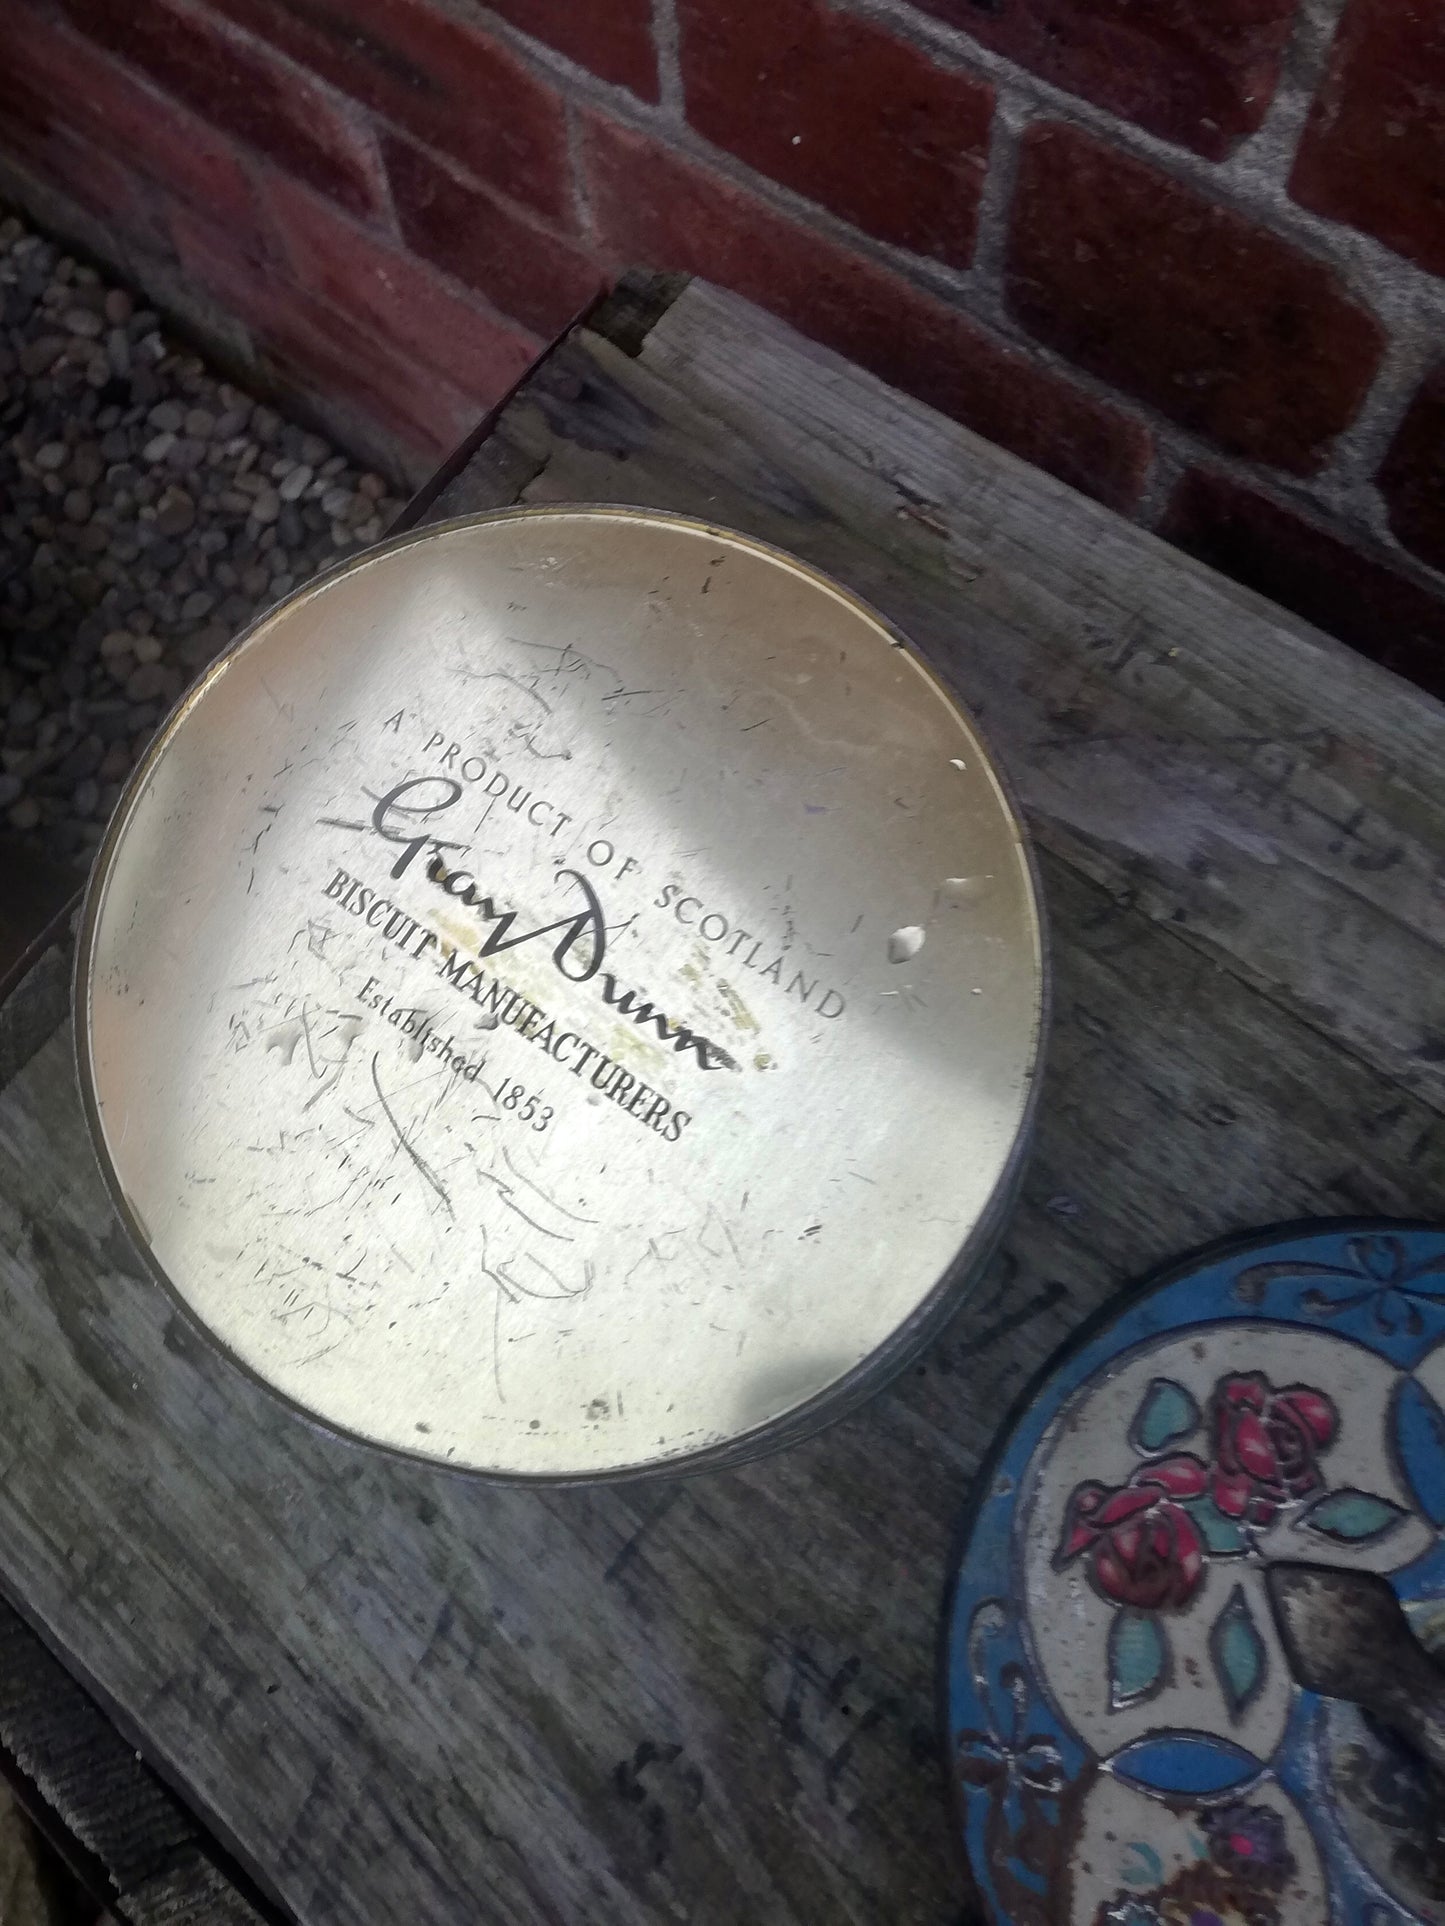 A PRODUCT OF SCOTLAND
Gray Dunn
BISCUIT MANUFACTURERS
Established 1853